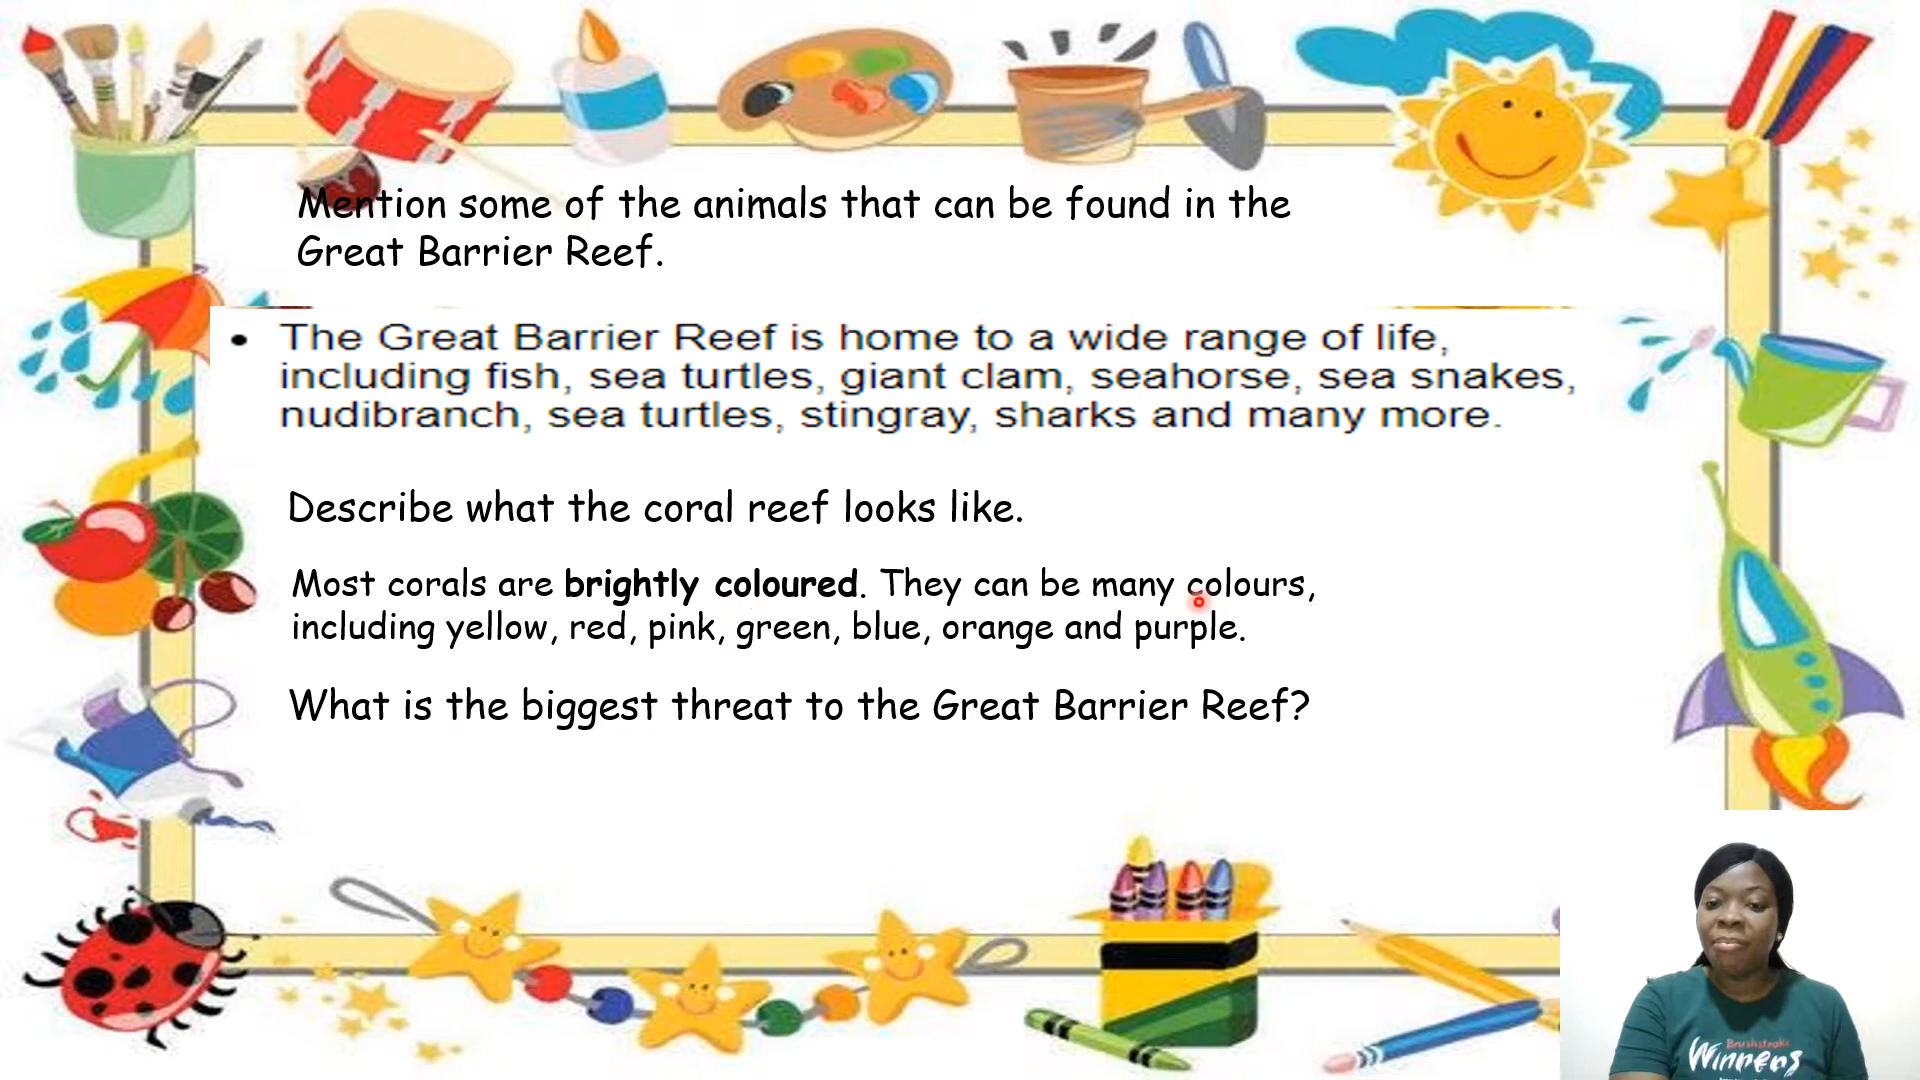 Mention some of the animals that can be found in the
Great Barrier Reef.
• The Great Barrier Reef is home to a wide range of life,
including fish, sea turtles, giant clam, seahorse, sea snakes,
nudibranch, sea turtles, stingray, sharks and many more.
Describe what the coral reef looks like.
Most corals are brightly coloured. They can be many colours,
including yellow, red, pink, green, blue, orange and purple.
What is the biggest threat to the Great Barrier Reef?
Winners